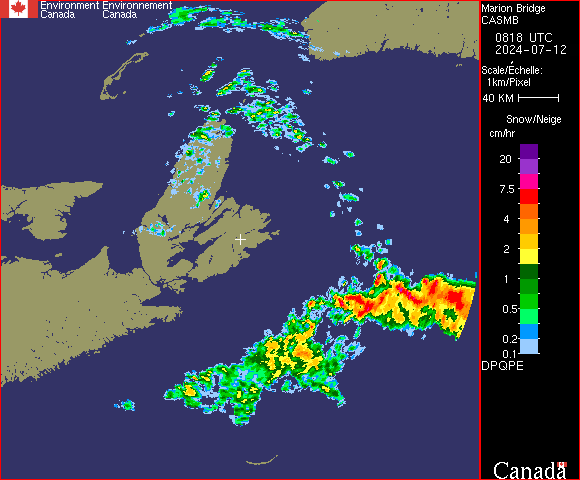 Environment Environnement
Canada Canada
Marion Bridge
CASMB
0818 UTC
2024-07-12
Scale/Échelle:
1km/Pixel
40 KM
Snow/Neige
cm/hr
20
7.5
4
2
1
0.5
0.2
0.1
DPQPE
Canada